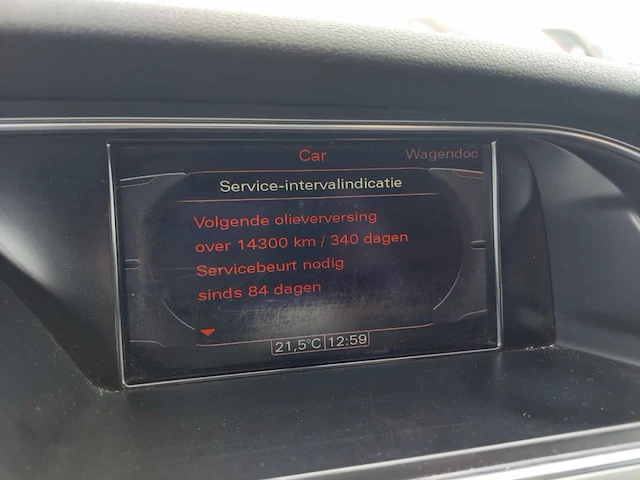 Car
Wagendoc
Service-intervalindicatie
Volgende olieverversing
over 14300 km / 340 dagen
Servicebeurt nodig
sinds 84 dagen
21,5°C 12:59